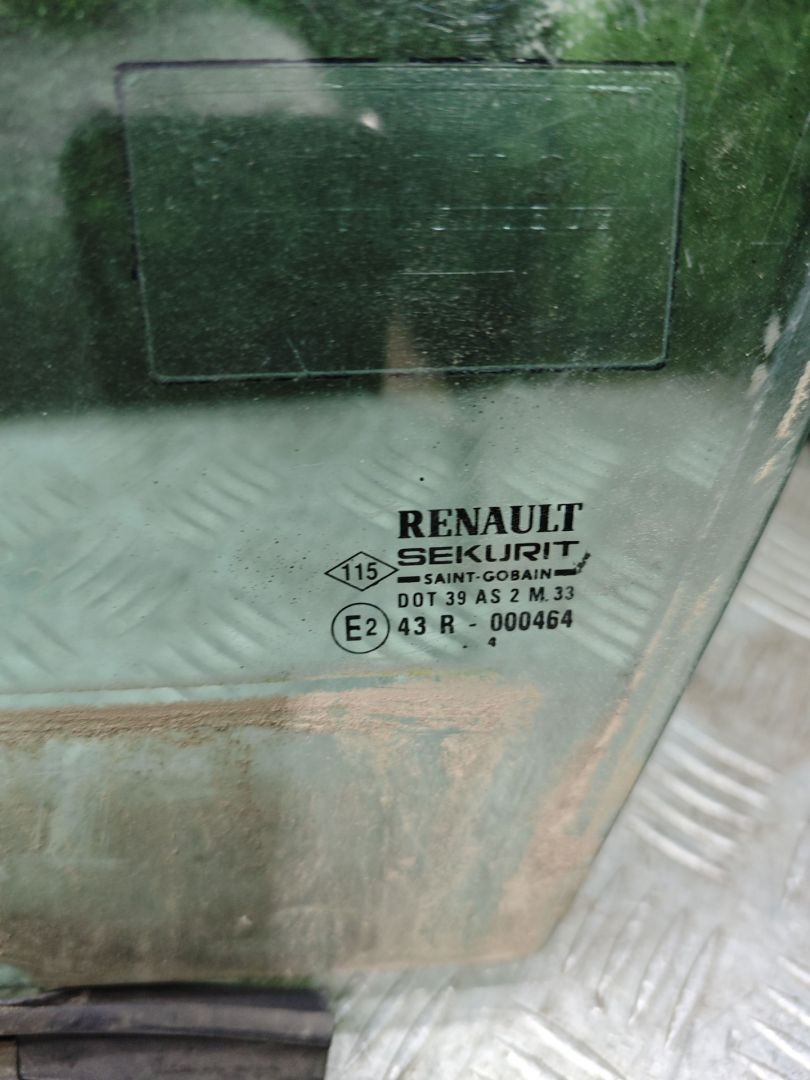 RENAULT
SEKURIT
115
SAINT-GOBAIN
DOT 39 AS 2 M.33
E2 43 R - 000464
. 4